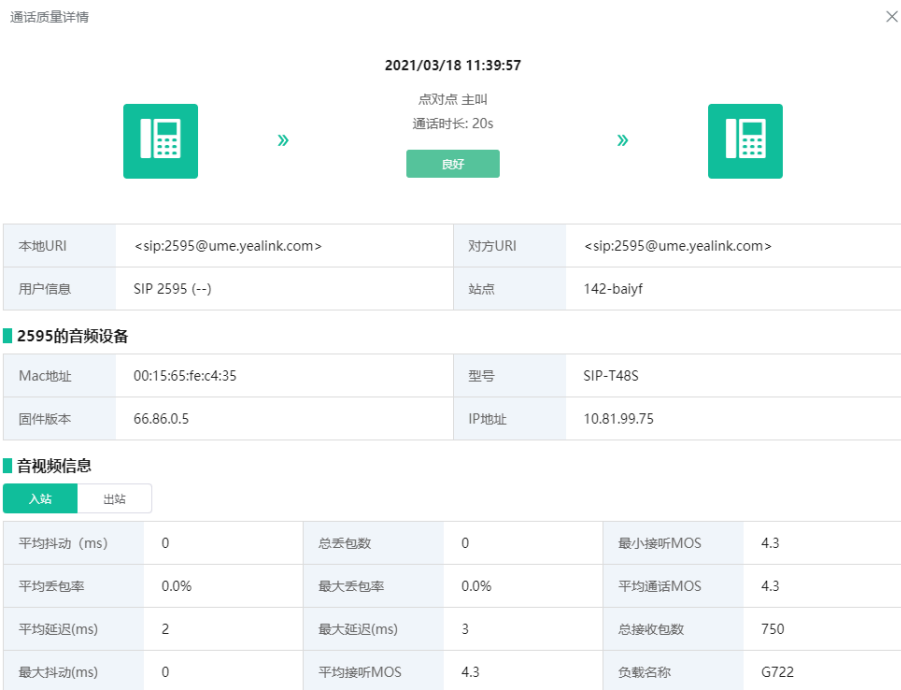 通话质量详情
2021/03/18 11:39:57
点对点 主叫
通话时长: 20s
良好
本地URI <sip:2595@ume.yealink.com> 对方URI <sip:2595@ume.yealink.com>
用户信息 SIP 2595 (--) 站点 142-baiyf
2595的音频设备
Mac地址 00:15:65:fe:c4:35 型号 SIP-T48S
固件版本 66.86.0.5 IP地址 10.81.99.75
音视频信息
入站 出站
平均抖动（ms） 0 总丢包数 0 最小接听MOS 4.3
平均丢包率 0.0% 最大丢包率 0.0% 平均通话MOS 4.3
平均延迟(ms) 2 最大延迟(ms) 3 总接收包数 750
最大抖动(ms) 0 平均接听MOS 4.3 负载名称 G722